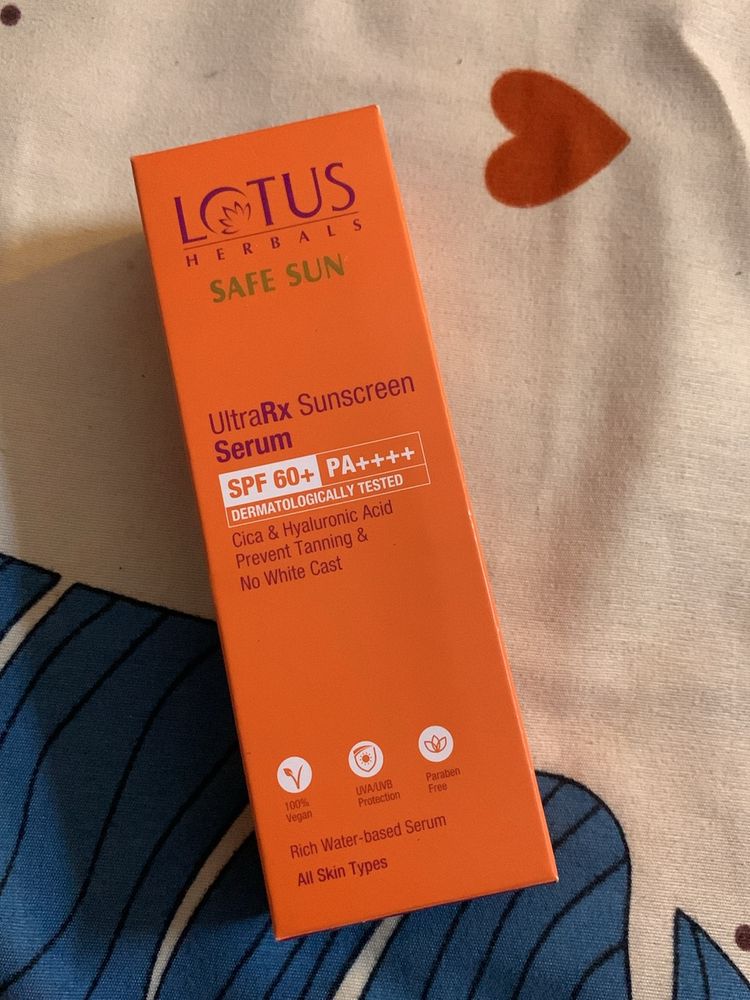 LOTUS
HERBALS
SAFE SUN
UltraRx Sunscreen
Serum
SPF 60+ PA++++
DERMATOLOGICALLY TESTED
Cica & Hyaluronic Acid
Prevent Tanning &
No White Cast
100%
Vegan
UVA/UVB
Protection
Paraben
Free
Rich Water-based Serum
All Skin Types